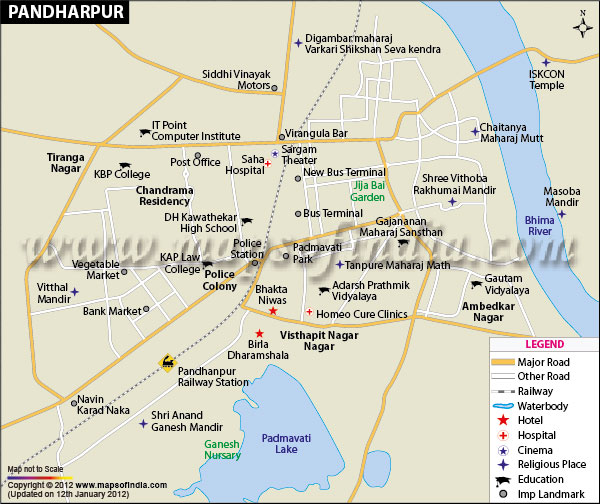 PANDHARPUR
Digambar maharaj
Varkari Shikshan Seva kendra
Siddhi Vinayak
Motors
ISKCON
Temple
IT Point
Computer Institute
Virangula Bar
Chaitanya
Maharaj Mutt
Tiranga
Nagar
Post Office
Saha
Hospital
Sargam
Theater
KBP College
New Bus Terminal
Shree Vithoba
Rakhumai Mandir
Chandrama
Residency
Jija Bai
Garden
Masoba
Mandir
DH Kawathekar
High School
Bus Terminal
Gajananan
Maharaj Sansthan
Bhima
River
www.mapsofindia.com
Police
Station
Padmavati
Park
KAP Law
College
Vegetable
Market
Police
Colony
Tanpure Maharaj Math
Vitthal
Mandir
Bhakta
Niwas
Adarsh Prathmik
Vidyalaya
Gautam
Vidyalaya
Bank Market
Homeo Cure Clinics
Ambedkar
Nagar
Birla
Dharamshala
Visthapit Nagar
Nagar
Pandhanpur
Railway Station
Navin
Karad Naka
Shri Anand
Ganesh Mandir
Ganesh
Nursary
Padmavati
Lake
LEGEND
Major Road
Other Road
Railway
Waterbody
Hotel
Hospital
Cinema
Religious Place
Education
Imp Landmark
Map not to Scale
Copyright © 2012 www.mapsofindia.com
(Updated on 12th January 2012)